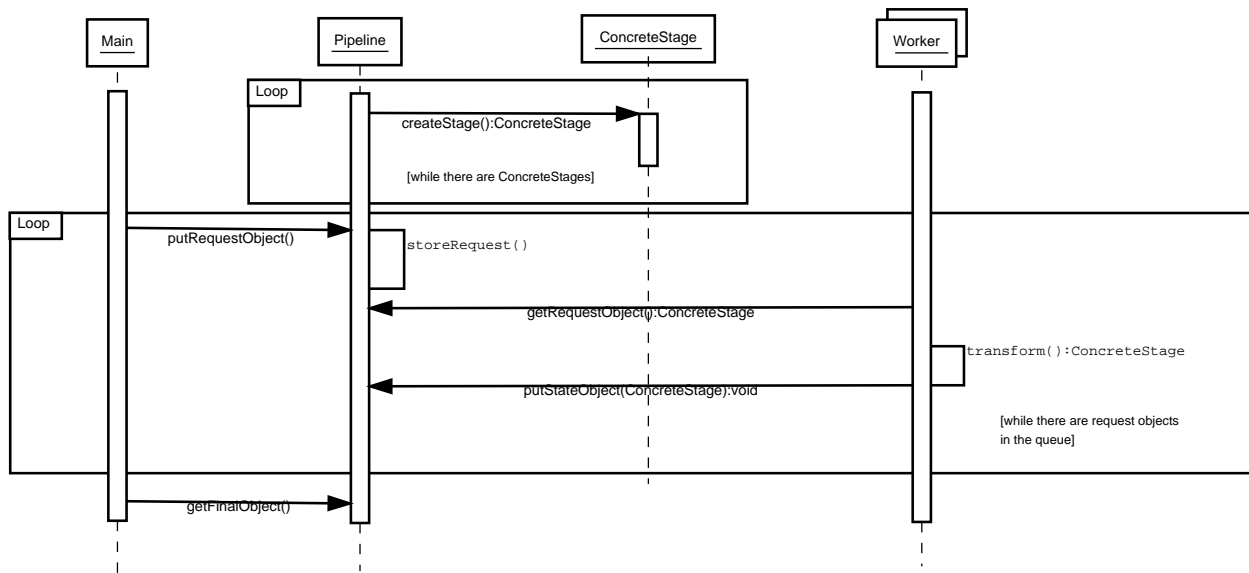 Main
Pipeline
ConcreteStage
Worker
Loop
createStage():ConcreteStage
[while there are ConcreteStages]
Loop
putRequestObject()
storeRequest()
getRequestObject():ConcreteStage
transform():ConcreteStage
putStateObject(ConcreteStage):void
[while there are request objects
in the queue]
getFinalObject()